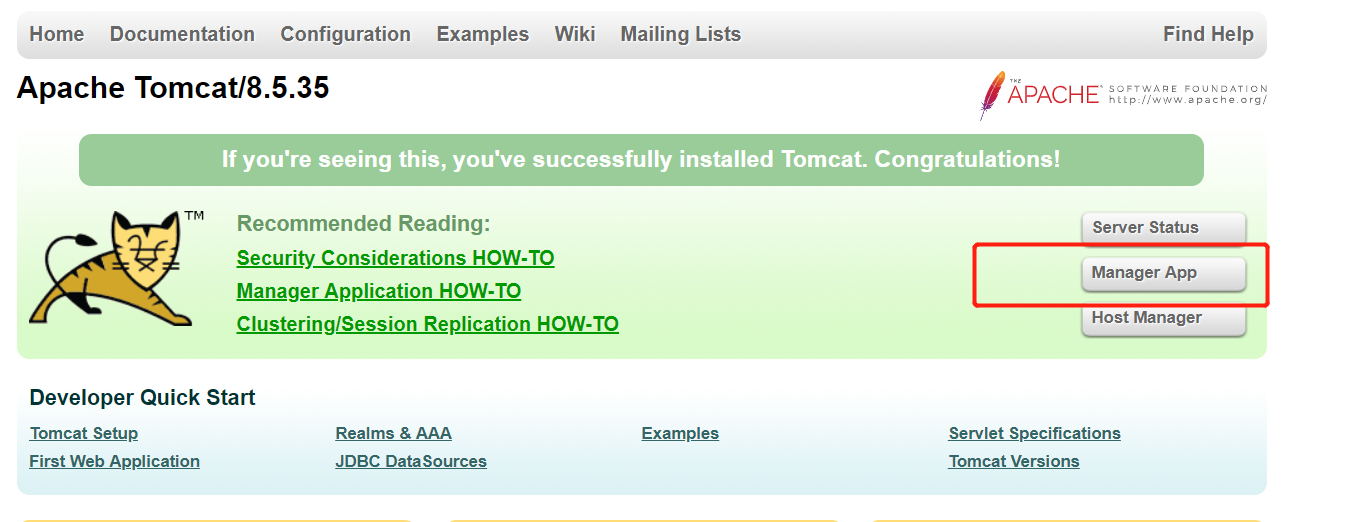 Home Documentation Configuration Examples Wiki Mailing Lists Find Help
Apache Tomcat/8.5.35
THE
APACHE SOFTWARE FOUNDATION
http://www.apache.org/
If you're seeing this, you've successfully installed Tomcat. Congratulations!
TM
Recommended Reading:
Security Considerations HOW-TO
Manager Application HOW-TO
Clustering/Session Replication HOW-TO
Server Status
Manager App
Host Manager
Developer Quick Start
Tomcat Setup
First Web Application
Realms & AAA
JDBC DataSources
Examples
Servlet Specifications
Tomcat Versions